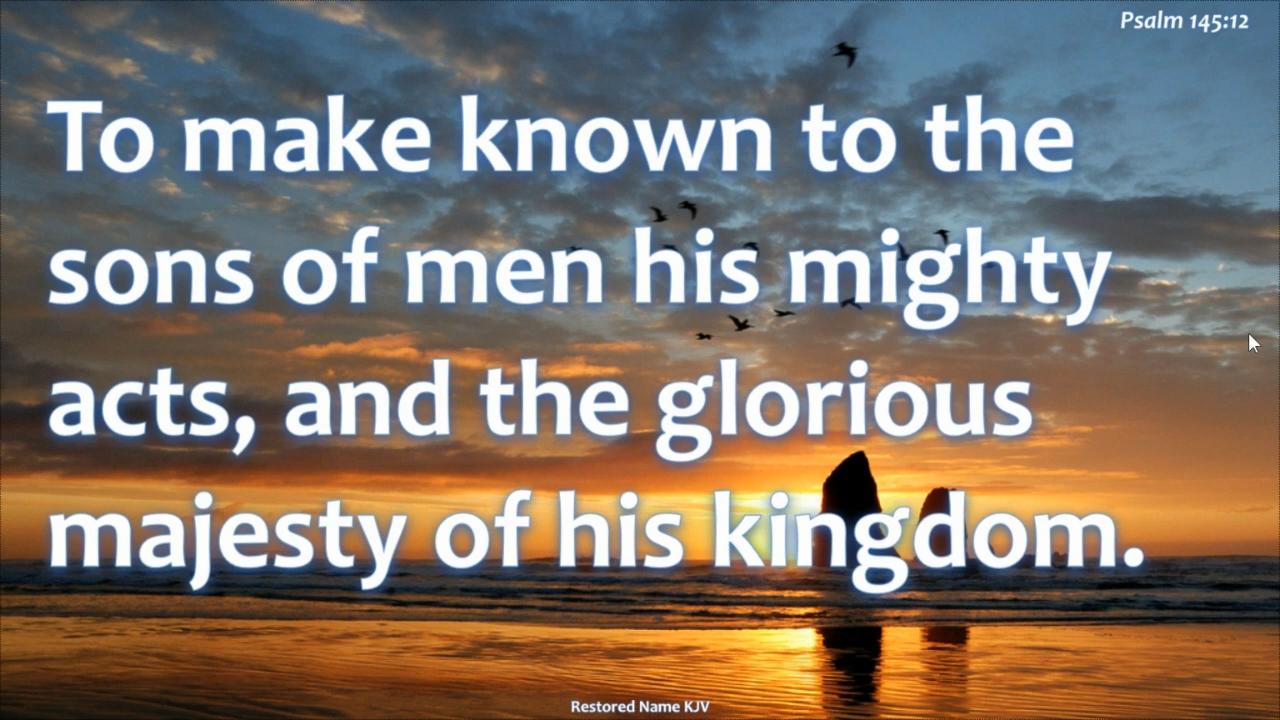 Psalm 145:12
To make known to the
sons of men his mighty
acts, and the glorious
majesty of his kingdom.
Restored Name KJV